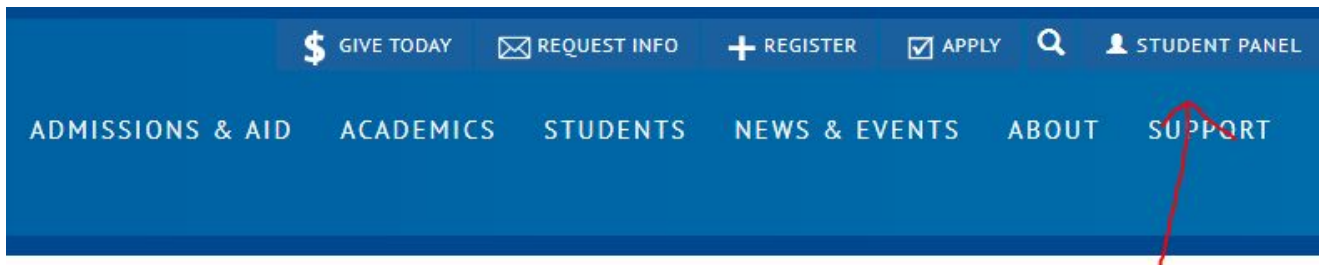 $ GIVE TODAY REQUEST INFO REGISTER APPLY STUDENT PANEL
ADMISSIONS & AID ACADEMICS STUDENTS NEWS & EVENTS ABOUT SUPPORT